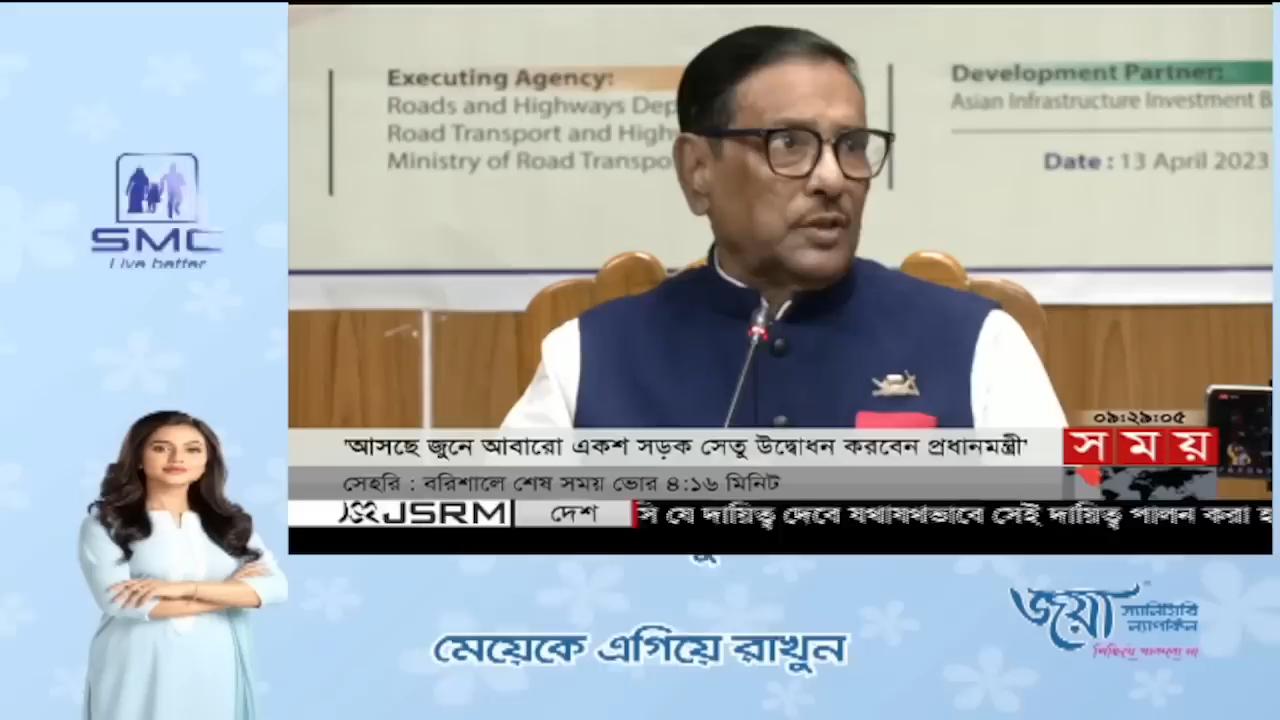 Executing Agency:
Roads and Highways Dep
Road Transport and High
Ministry of Road Transpo
Development Partner:
Asian Infrastructure Investment B
Date : 13 April 2023
SMC
Live better
০৯:২৯:০৫
'আসছে জুনে আবারো একশ সড়ক সেতু উদ্বোধন করবেন প্রধানমন্ত্রী'
সময়
সেহরি : বরিশালে শেষ সময় ভোর ৪:১৬ মিনিট
JSRM
দেশ
যে দায়িত্ব দেবে যথাযথভাবে সেই দায়িত্ব পালন করা হ
জয়া
স্যানিটারি
ন্যাপকিন
পিছিয়ে থাকবো না
মেয়েকে এগিয়ে রাখুন